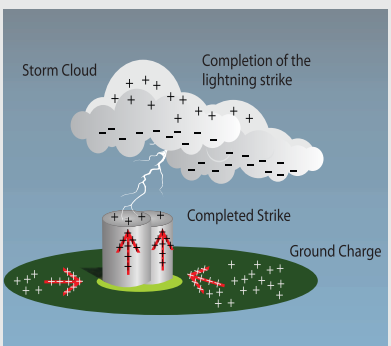 Storm Cloud
Completion of the
lightning strike
Completed Strike
Ground Charge